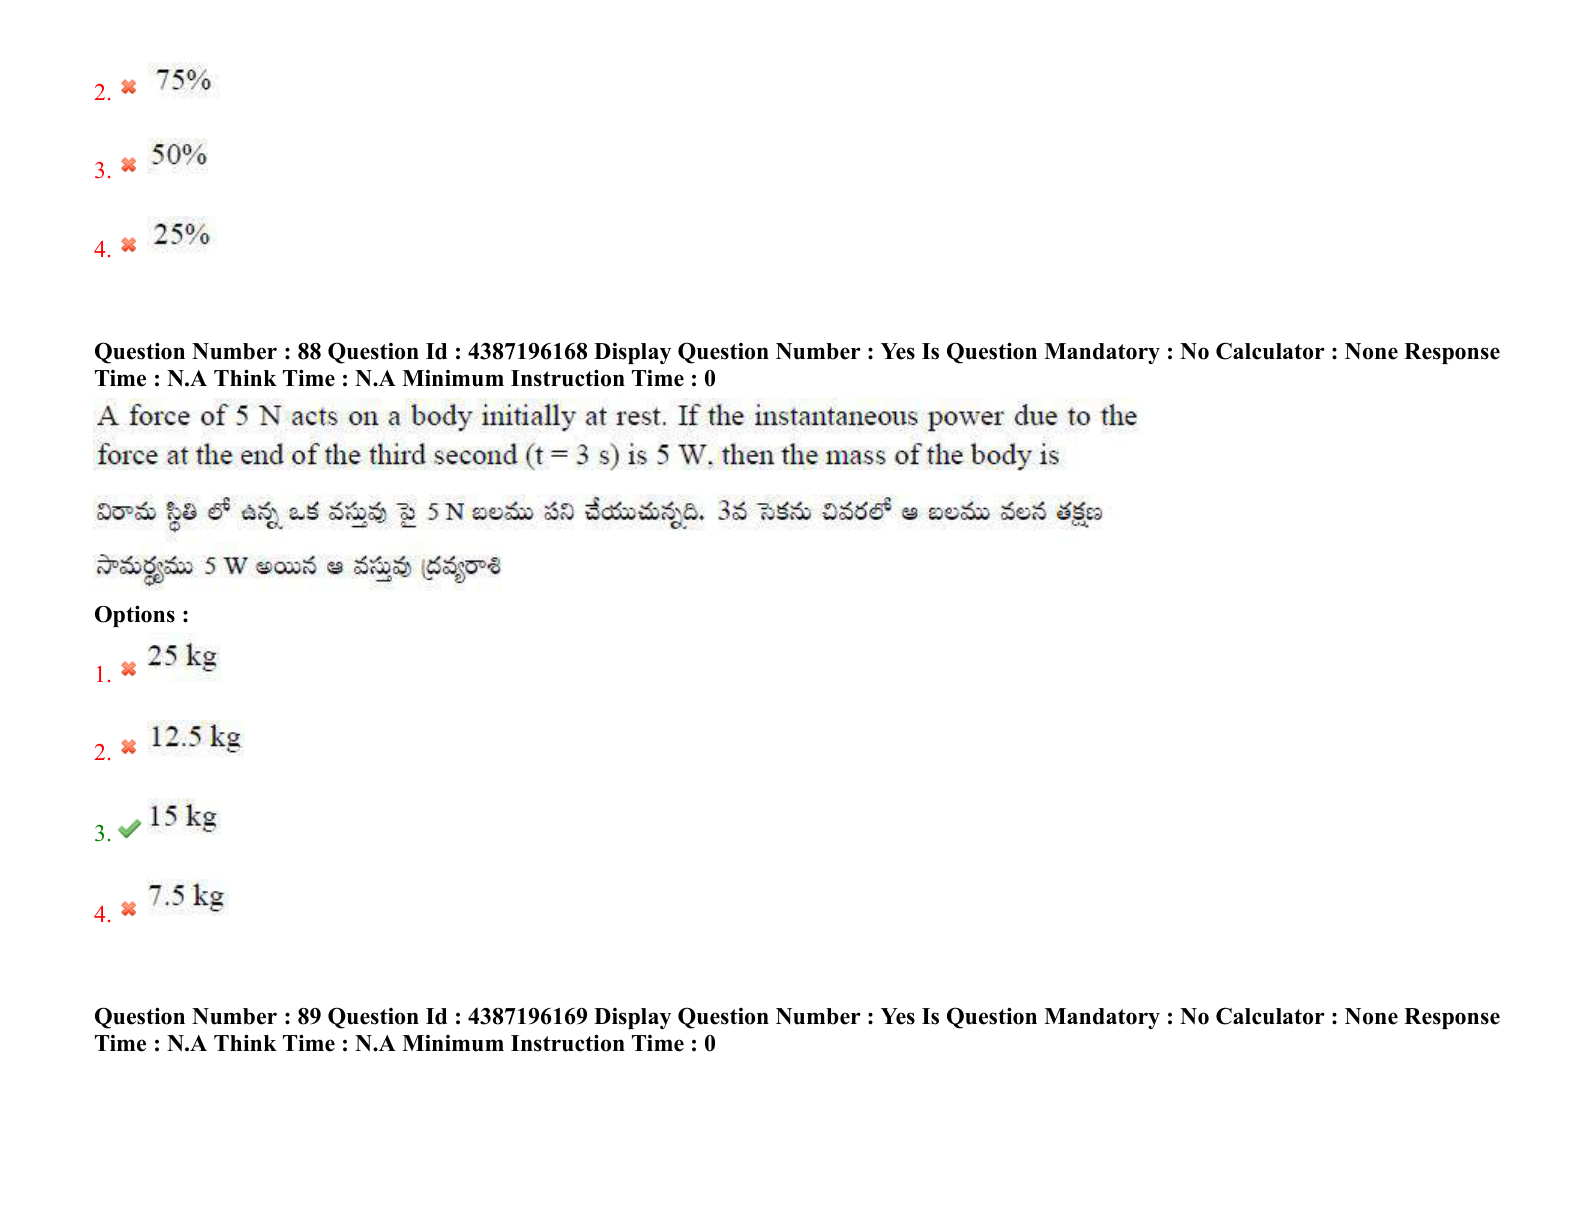 2. 75%
3. 50%
4. 25%
Question Number : 88 Question Id : 4387196168 Display Question Number : Yes Is Question Mandatory : No Calculator : None Response
Time : N.A Think Time : N.A Minimum Instruction Time : 0
A force of 5 N acts on a body initially at rest. If the instantaneous power due to the
force at the end of the third second (t = 3 s) is 5 W, then the mass of the body is
విరామ స్థితి లో ఉన్న ఒక వస్తువు పై 5 N బలము పని చేయుచున్నది. 3వ సెకను చివరలో ఆ బలము వలన తక్షణ
సామర్థ్యము 5 W అయిన ఆ వస్తువు ద్రవ్యరాశి
Options :
1. 25 kg
2. 12.5 kg
3. 15 kg
4. 7.5 kg
Question Number : 89 Question Id : 4387196169 Display Question Number : Yes Is Question Mandatory : No Calculator : None Response
Time : N.A Think Time : N.A Minimum Instruction Time : 0